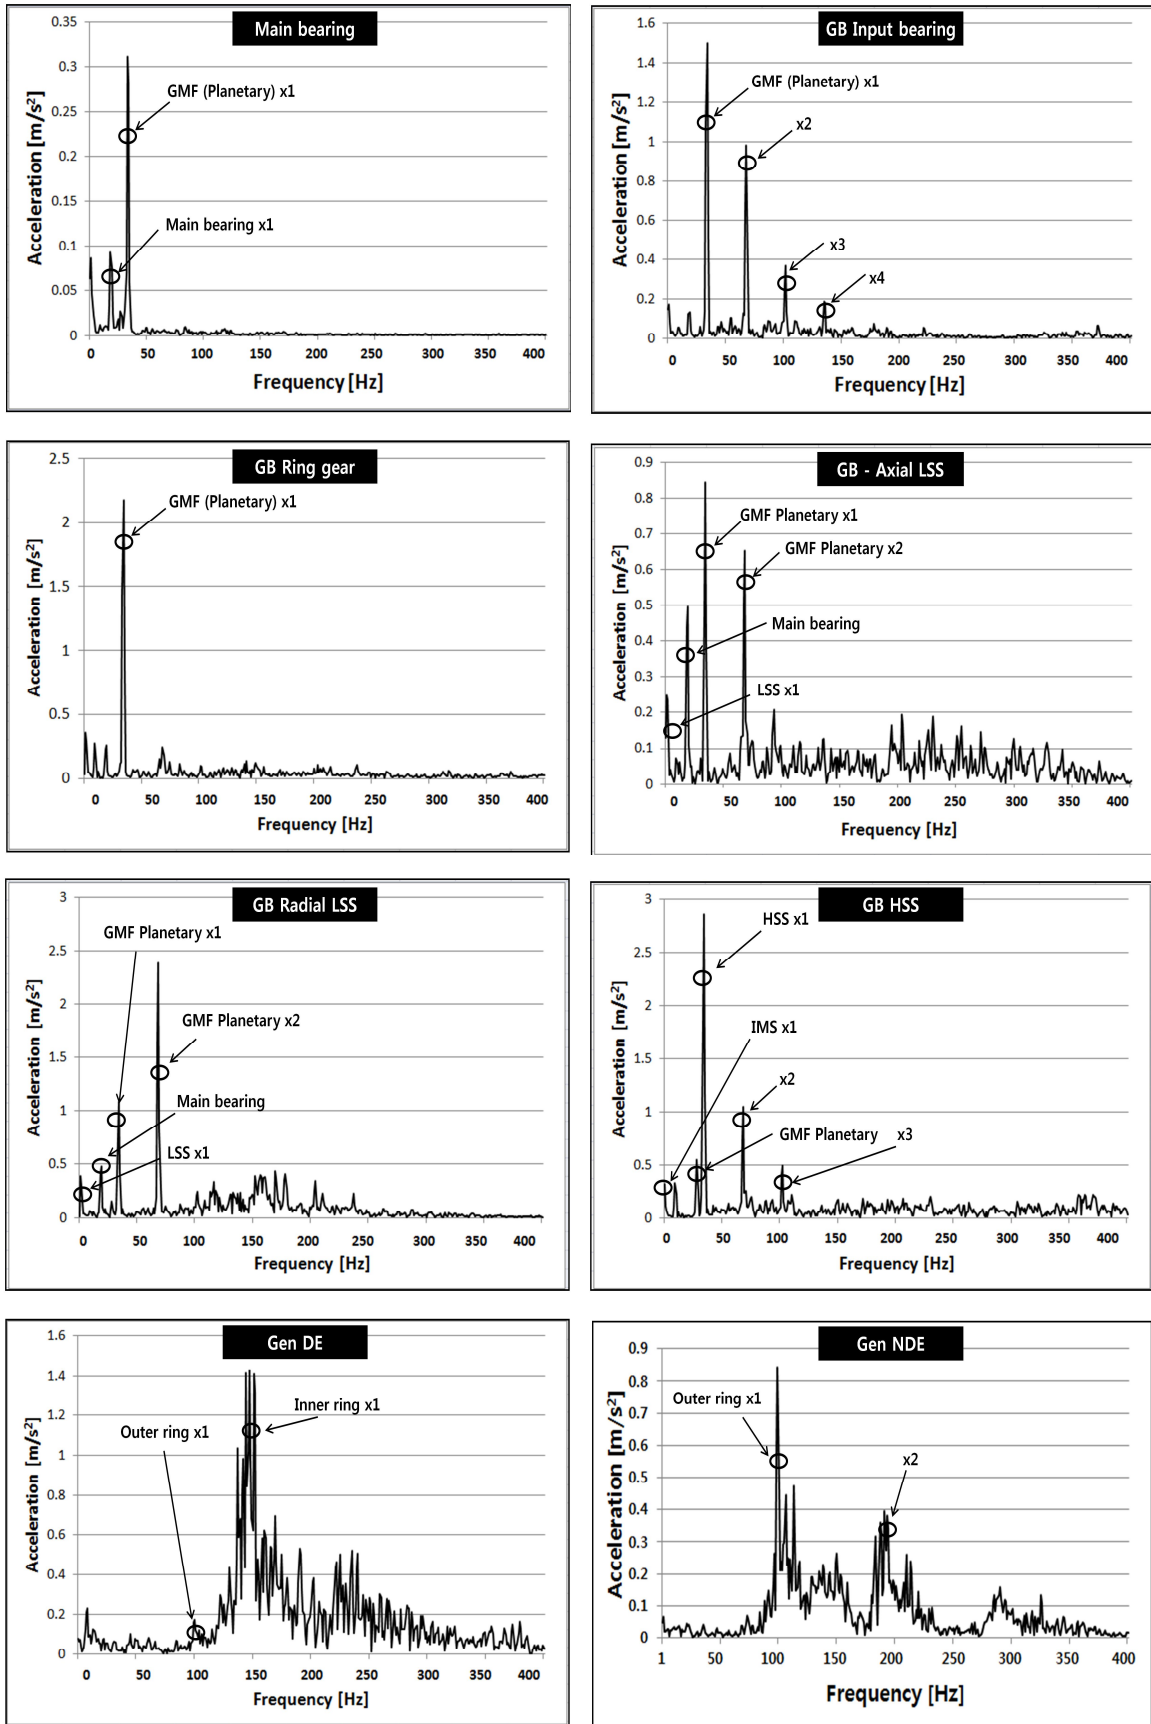 Main bearing
0.35
0.3
0.25
0.2
0.15
0.1
0.05
0
Acceleration [m/s²]
GMF (Planetary) x1
Main bearing x1
0 50 100 150 200 250 300 350 400
Frequency [Hz]
GB Input bearing
1.6
1.4
1.2
1
0.8
0.6
0.4
0.2
0
Acceleration [m/s²]
GMF (Planetary) x1
x2
x3
x4
0 50 100 150 200 250 300 350 400
Frequency [Hz]
GB Ring gear
2.5
2
1.5
1
0.5
0
Acceleration [m/s²]
GMF (Planetary) x1
0 50 100 150 200 250 300 350 400
Frequency [Hz]
GB - Axial LSS
0.9
0.8
0.7
0.6
0.5
0.4
0.3
0.2
0.1
0
Acceleration [m/s²]
GMF Planetary x1
GMF Planetary x2
Main bearing
LSS x1
0 50 100 150 200 250 300 350 400
Frequency [Hz]
GB Radial LSS
3
2.5
2
1.5
1
0.5
0
Acceleration [m/s²]
GMF Planetary x1
GMF Planetary x2
Main bearing
LSS x1
0 50 100 150 200 250 300 350 400
Frequency [Hz]
GB HSS
3
2.5
2
1.5
1
0.5
0
Acceleration [m/s²]
HSS x1
IMS x1
x2
GMF Planetary
x3
0 50 100 150 200 250 300 350 400
Frequency [Hz]
Gen DE
1.6
1.4
1.2
1
0.8
0.6
0.4
0.2
0
Acceleration [m/s²]
Inner ring x1
Outer ring x1
0 50 100 150 200 250 300 350 400
Frequency [Hz]
Gen NDE
0.9
0.8
0.7
0.6
0.5
0.4
0.3
0.2
0.1
0
Acceleration [m/s²]
Outer ring x1
x2
1 50 100 150 200 250 300 350 400
Frequency [Hz]